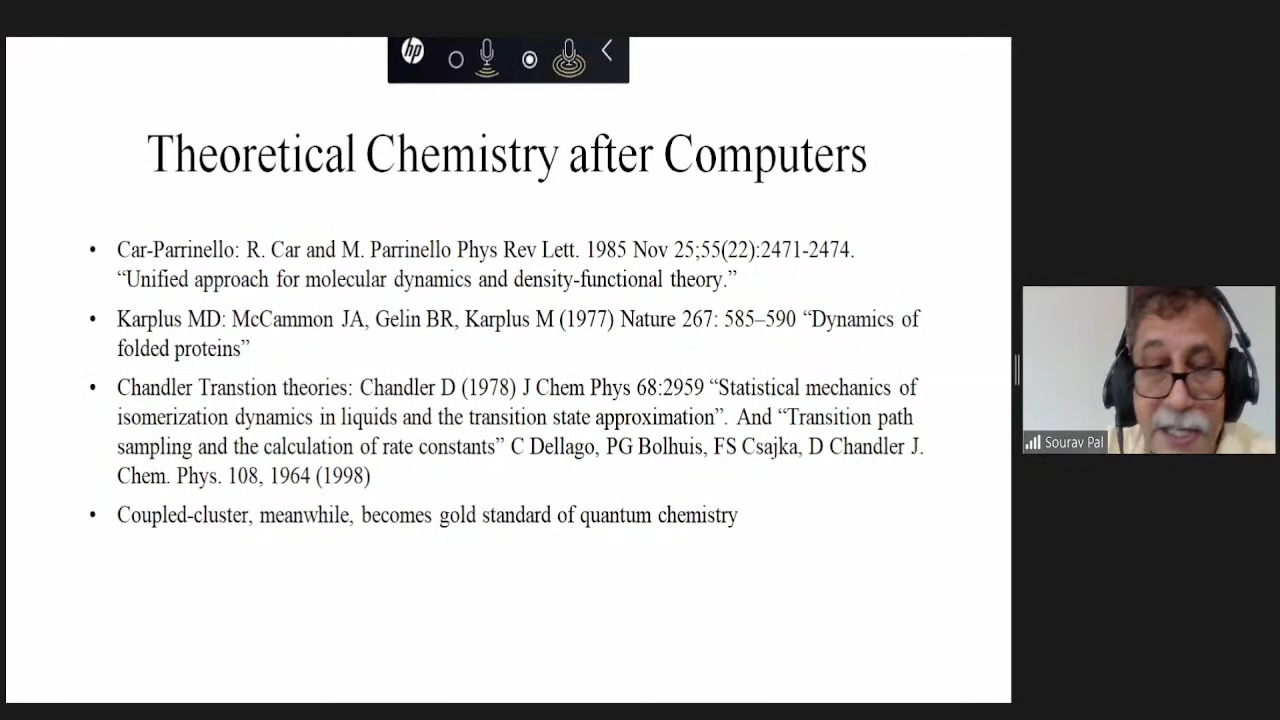 hp
Theoretical Chemistry after Computers
• Car-Parrinello: R. Car and M. Parrinello Phys Rev Lett. 1985 Nov 25;55(22):2471-2474.
“Unified approach for molecular dynamics and density-functional theory.”
• Karplus MD: McCammon JA, Gelin BR, Karplus M (1977) Nature 267: 585–590 “Dynamics of
folded proteins”
• Chandler Transtion theories: Chandler D (1978) J Chem Phys 68:2959 “Statistical mechanics of
isomerization dynamics in liquids and the transition state approximation”. And “Transition path
sampling and the calculation of rate constants” C Dellago, PG Bolhuis, FS Csajka, D Chandler J.
Chem. Phys. 108, 1964 (1998)
• Coupled-cluster, meanwhile, becomes gold standard of quantum chemistry
Sourav Pal